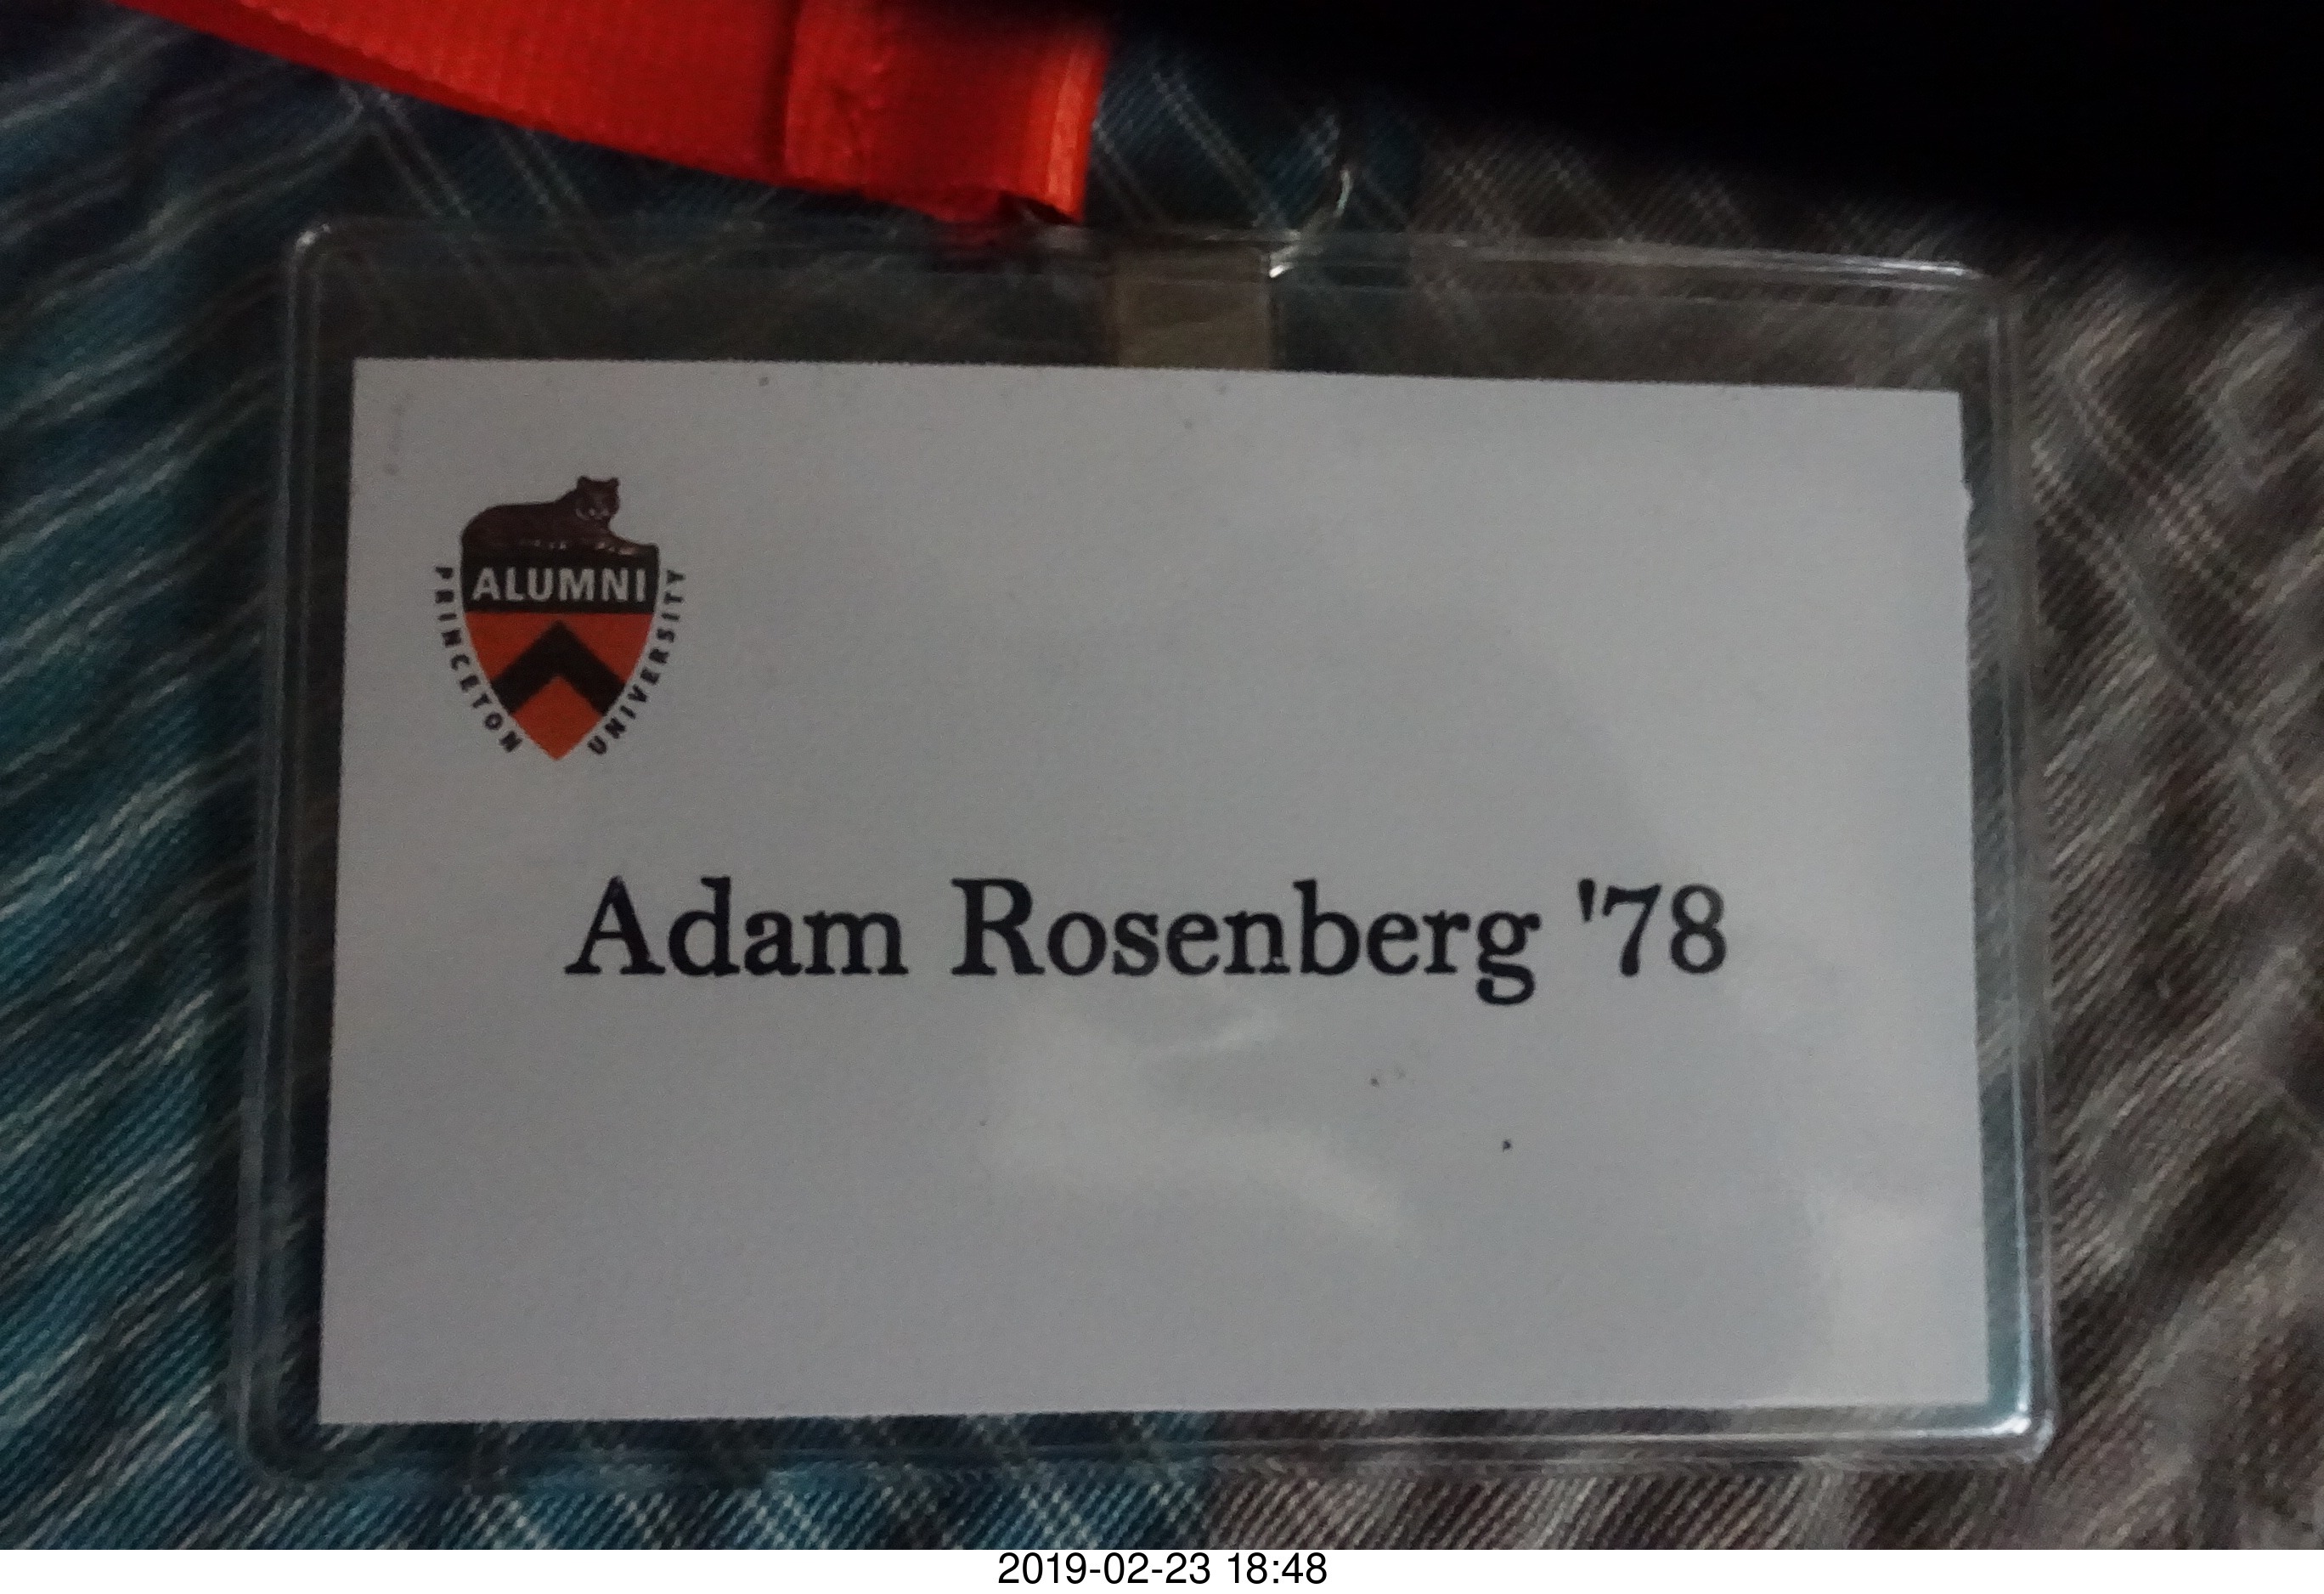 ALUMNI
PRINCETON UNIVERSITY
Adam Rosenberg '78
2019-02-23 18:48